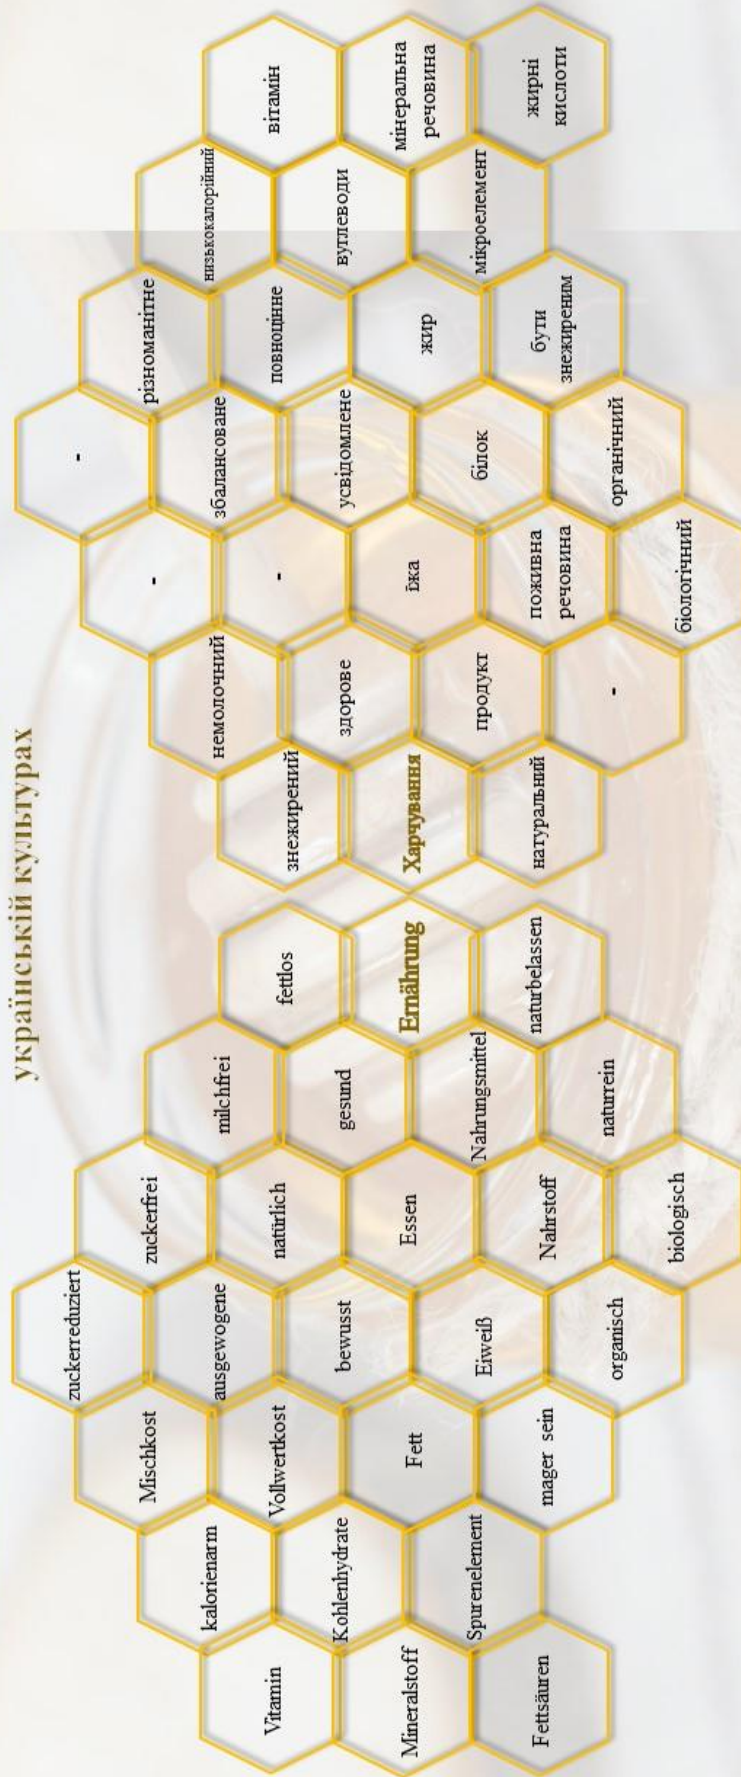 українській культурах
zuckerreduziert
Mischkost
zuckerfrei
kalorienarm
ausgewogene
milchfrei
Vitamin
Vollwertkost
natürlich
fettlos
Kohlenhydrate
bewusst
gesund
Mineralstoff
Fett
Essen
Ernährung
Spurenelement
Eiweiß
Nahrungsmittel
Fettsäuren
mager sein
Nahrstoff
naturbelassen
organisch
naturrein
biologisch
-
-
різноманітне
немолочний
збалансоване
низькокалорійний
знежирений
-
повноцінне
вітамін
здорове
усвідомлене
вуглеводи
Харчування
їжа
жир
мінеральна
речовина
продукт
білок
мікроелемент
натуральний
поживна
речовина
бути
знежиреним
жирні
кислоти
-
органічний
біологічний